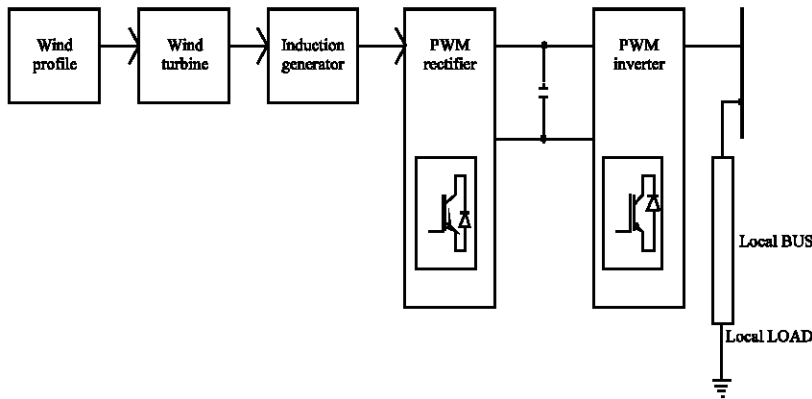 Wind
profile
Wind
turbine
Induction
generator
PWM
rectifier
PWM
inverter
Local BUS
Local LOAD